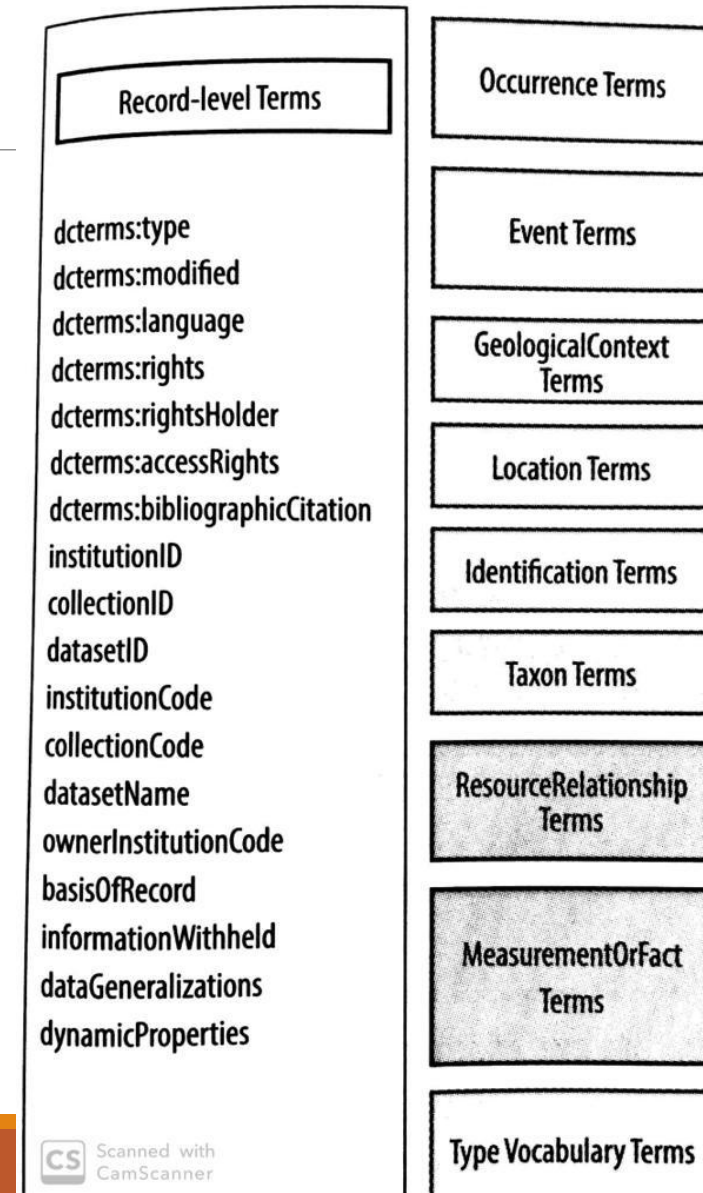 Record-level Terms
dcterms:type
dcterms:modified
dcterms:language
dcterms:rights
dcterms:rightsHolder
dcterms:accessRights
dcterms:bibliographicCitation
institutionID
collectionID
datasetID
institutionCode
collectionCode
datasetName
ownerInstitutionCode
basisOfRecord
informationWithheld
dataGeneralizations
dynamicProperties
CS
Scanned with
CamScanner
Occurrence Terms
Event Terms
GeologicalContext
Terms
Location Terms
Identification Terms
Taxon Terms
ResourceRelationship
Terms
MeasurementOrFact
Terms
Type Vocabulary Terms